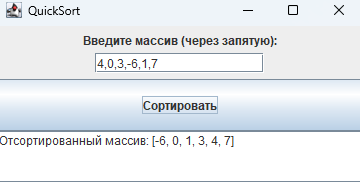 QuickSort
Введите массив (через запятую):
4,0,3,-6,1,7
Сортировать
Отсортированный массив: [-6, 0, 1, 3, 4, 7]